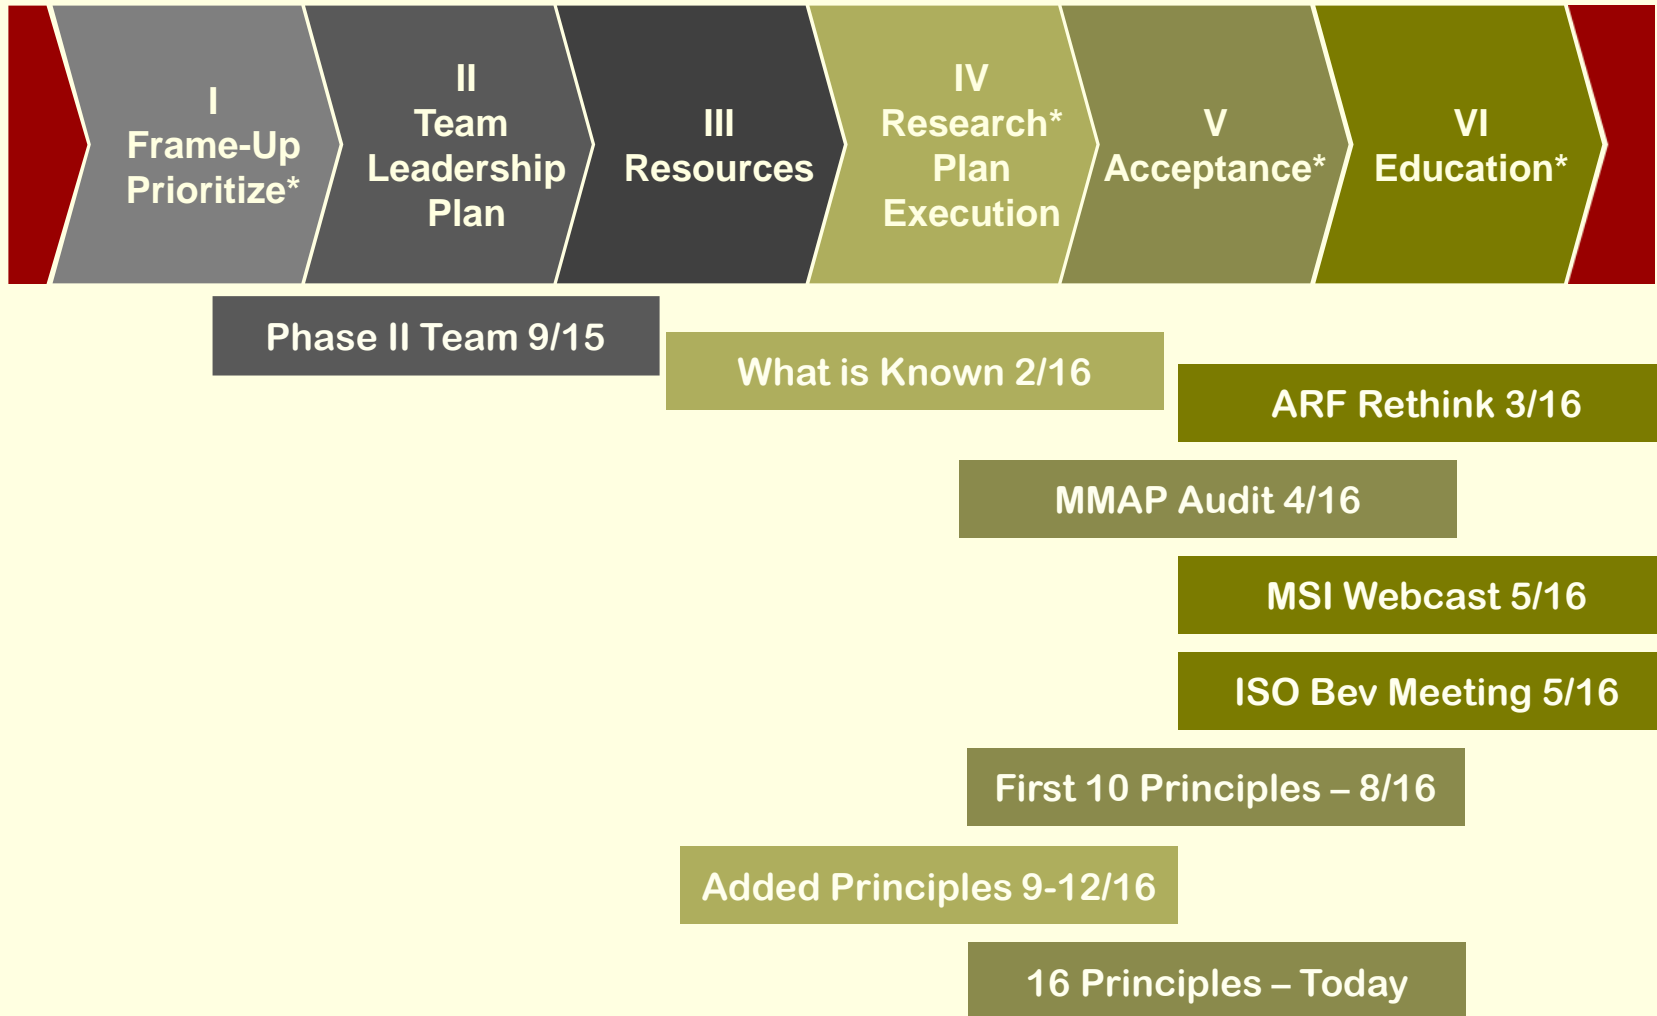 I
Frame-Up
Prioritize*
II
Team
Leadership
Plan
III
Resources
IV
Research*
Plan
Execution
V
Acceptance*
VI
Education*
Phase II Team 9/15
What is Known 2/16
ARF Rethink 3/16
MMAP Audit 4/16
MSI Webcast 5/16
ISO Bev Meeting 5/16
First 10 Principles – 8/16
Added Principles 9-12/16
16 Principles – Today